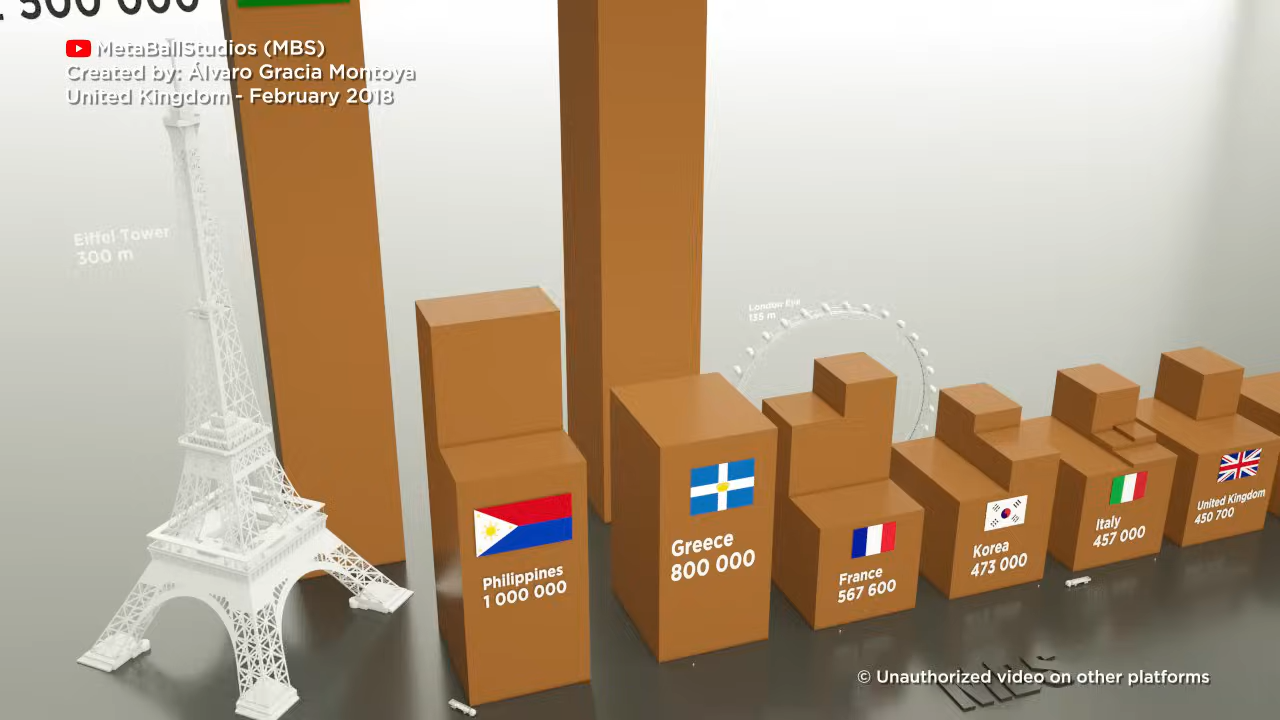 500 000
MetaBallStudios (MBS)
Created by: Álvaro Gracia Montoya
United Kingdom - February 2018
Eiffel Tower
300 m
London Eye
135 m
Philippines
1 000 000
Greece
800 000
France
567 600
Korea
473 000
Italy
457 000
United Kingdom
450 700
MBS
© Unauthorized video on other platforms